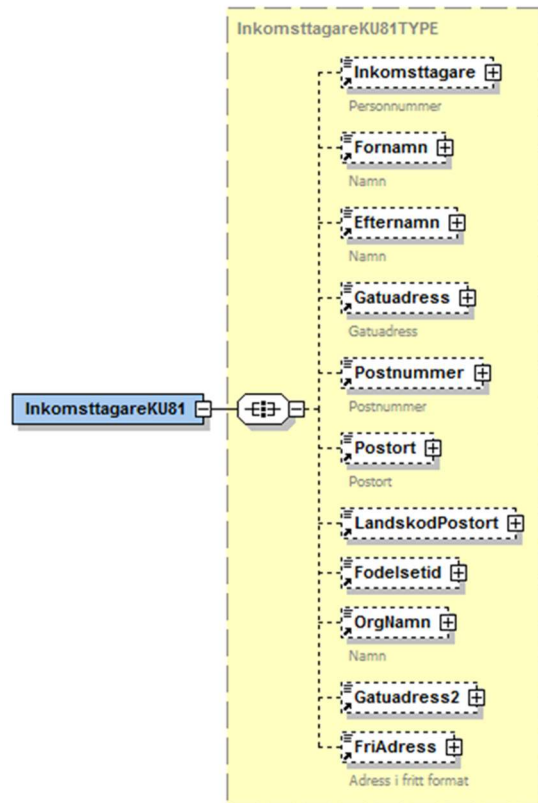 InkomsttagareKU81TYPE
Inkomsttagare
Personnummer
Fornamn
Namn
Efternamn
Namn
Gatuadress
Gatuadress
Postnummer
Postnummer
InkomsttagareKU81
Postort
Postort
LandskodPostort
Fodelsetid
OrgNamn
Namn
Gatuadress2
FriAdress
Adress i fritt format